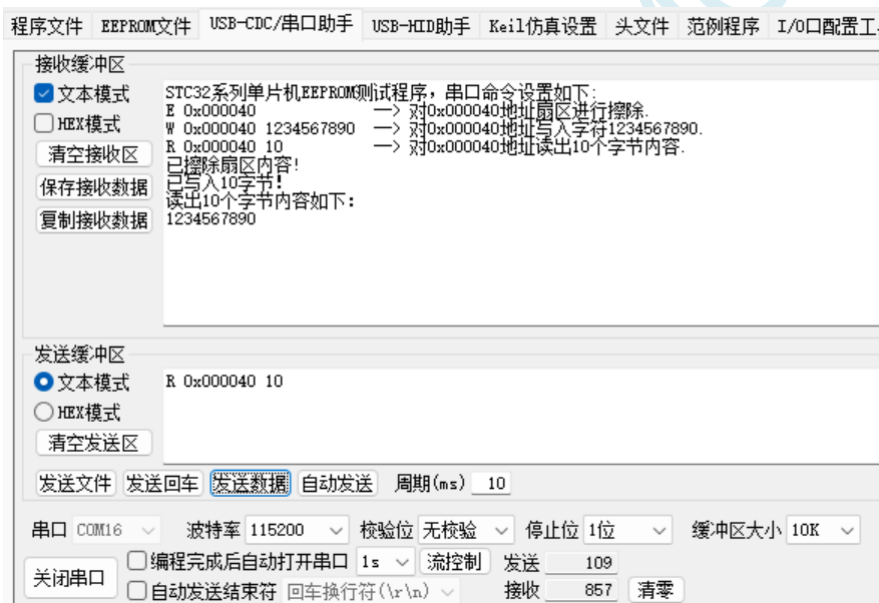 程序文件 EEPROM文件 USB-CDC/串口助手 USB-HID助手 Keil仿真设置 头文件 范例程序 I/O口配置工
接收缓冲区
文本模式
HEX模式
清空接收区
保存接收数据
复制接收数据
STC32系列单片机EEPROM测试程序，串口命令设置如下:
E 0x000040 —> 对0x000040地址扇区进行擦除.
W 0x000040 1234567890 —> 对0x000040地址写入字符1234567890.
R 0x000040 10 —> 对0x000040地址读出10个字节内容.
已擦除扇区内容!
已写入10字节!
读出10个字节内容如下:
1234567890
发送缓冲区
文本模式
HEX模式
清空发送区
R 0x000040 10
发送文件 发送回车 发送数据 自动发送 周期(ms) 10
串口 COM16 波特率 115200 校验位 无校验 停止位 1位 缓冲区大小 10K
关闭串口 编程完成后自动打开串口 1s 流控制 发送 109
自动发送结束符 回车换行符(\r\n) 接收 857 清零